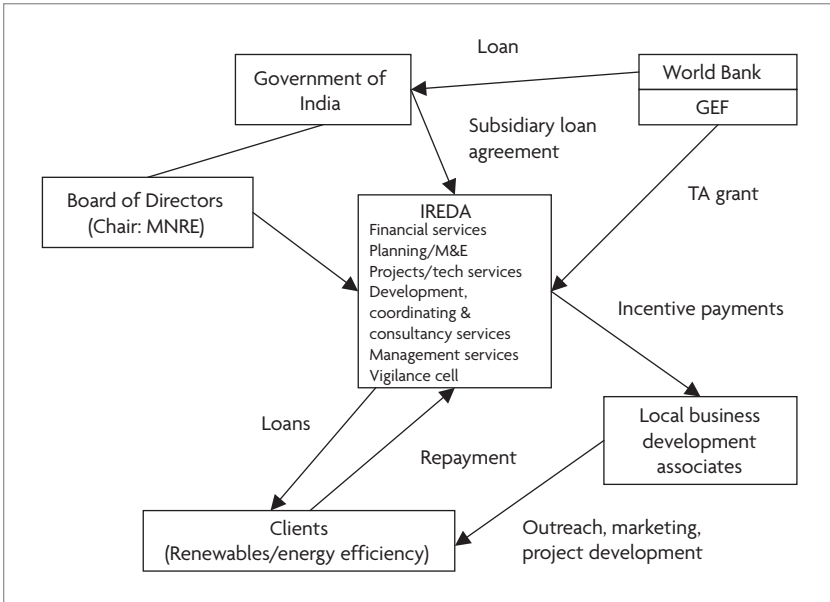 Loan
Government of
India
World Bank
GEF
Subsidiary loan
agreement
TA grant
Board of Directors
(Chair: MNRE)
IREDA
Financial services
Planning/M&E
Projects/tech services
Development,
coordinating &
consultancy services
Management services
Vigilance cell
Incentive payments
Loans
Repayment
Local business
development
associates
Clients
(Renewables/energy efficiency)
Outreach, marketing,
project development